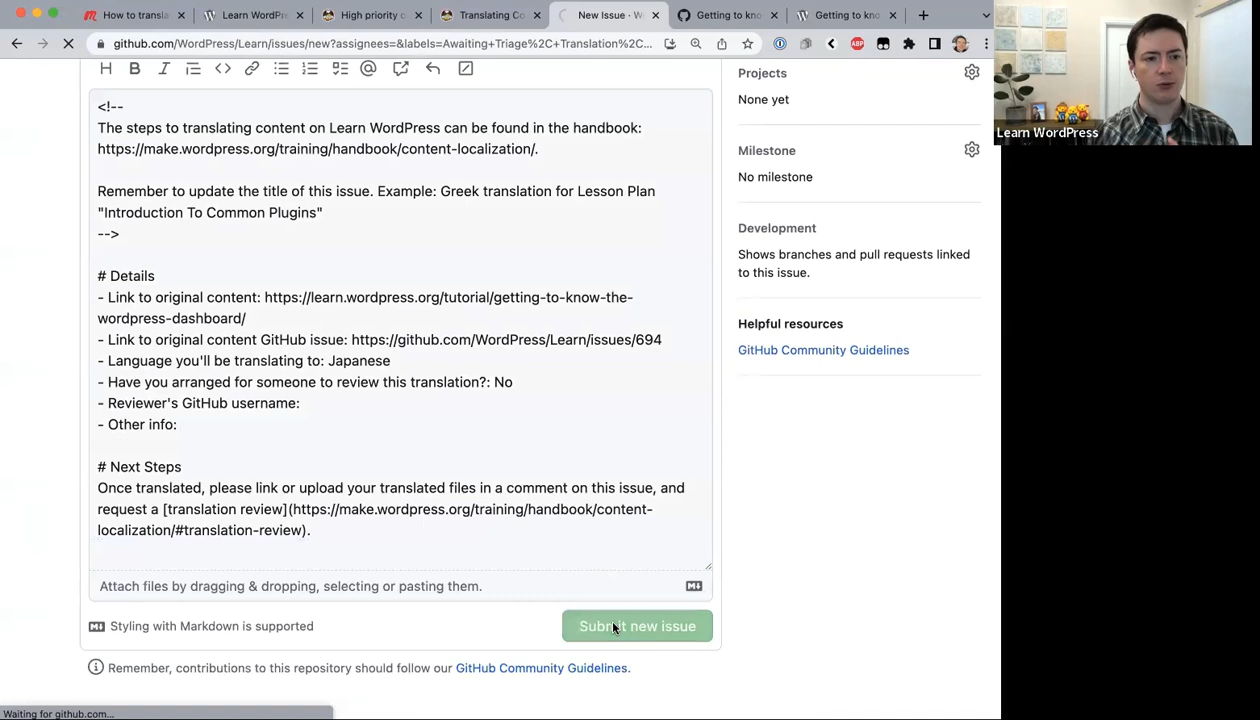 How to transla
Learn WordPre
High priority c
Translating Co
New Issue · W
Getting to kno
Getting to kno
github.com/WordPress/Learn/issues/new?assignees=&labels=Awaiting+Triage%2C+Translation%2C...
Projects
None yet
Learn WordPress
<!--
The steps to translating content on Learn WordPress can be found in the handbook:
https://make.wordpress.org/training/handbook/content-localization/.
Milestone
No milestone
Remember to update the title of this issue. Example: Greek translation for Lesson Plan
"Introduction To Common Plugins"
-->
Development
Shows branches and pull requests linked
to this issue.
# Details
- Link to original content: https://learn.wordpress.org/tutorial/getting-to-know-the-
wordpress-dashboard/
- Link to original content GitHub issue: https://github.com/WordPress/Learn/issues/694
- Language you'll be translating to: Japanese
- Have you arranged for someone to review this translation?: No
- Reviewer's GitHub username:
- Other info:
Helpful resources
GitHub Community Guidelines
# Next Steps
Once translated, please link or upload your translated files in a comment on this issue, and
request a [translation review](https://make.wordpress.org/training/handbook/content-
localization/#translation-review).
Attach files by dragging & dropping, selecting or pasting them.
Styling with Markdown is supported
Submit new issue
Remember, contributions to this repository should follow our GitHub Community Guidelines.
Waiting for github.com...